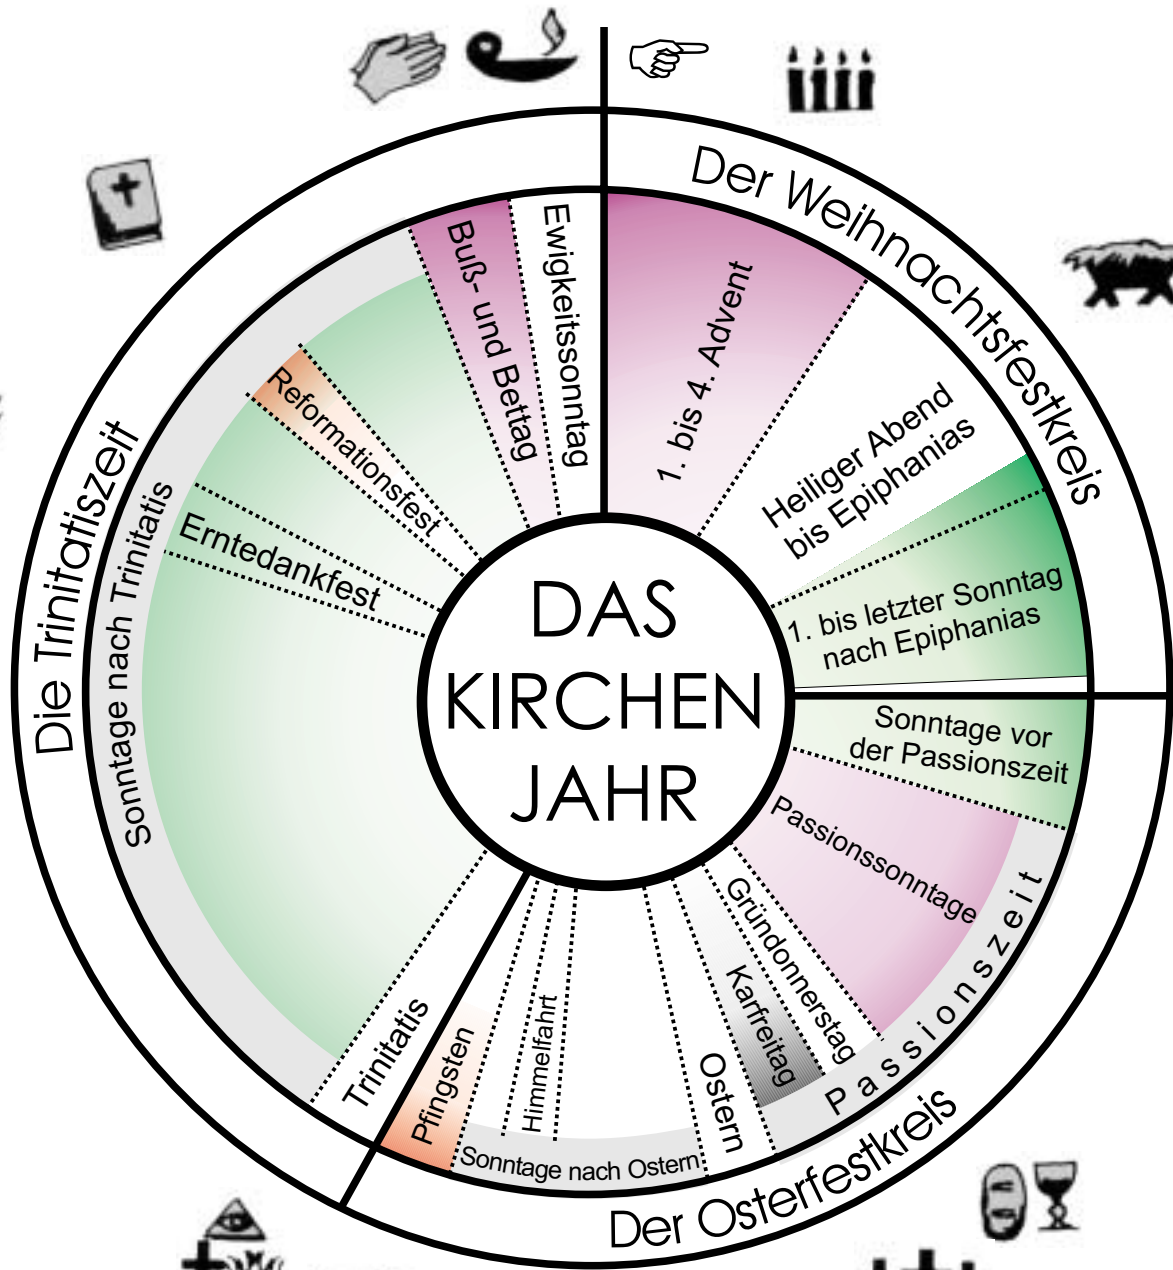 DAS
KIRCHEN
JAHR
Der Weihnachtsfestkreis
1. bis 4. Advent
Heiliger Abend
bis Epiphanias
1. bis letzter Sonntag
nach Epiphanias
Der Osterfestkreis
Sonntage vor
der Passionszeit
Passionssonntage
Passionszeit
Gründonnerstag
Karfreitag
Ostern
Sonntage nach Ostern
Himmelfahrt
Pfingsten
Die Trinitatiszeit
Trinitatis
Sonntage nach Trinitatis
Erntedankfest
Reformationsfest
Buß- und Bettag
Ewigkeitssonntag